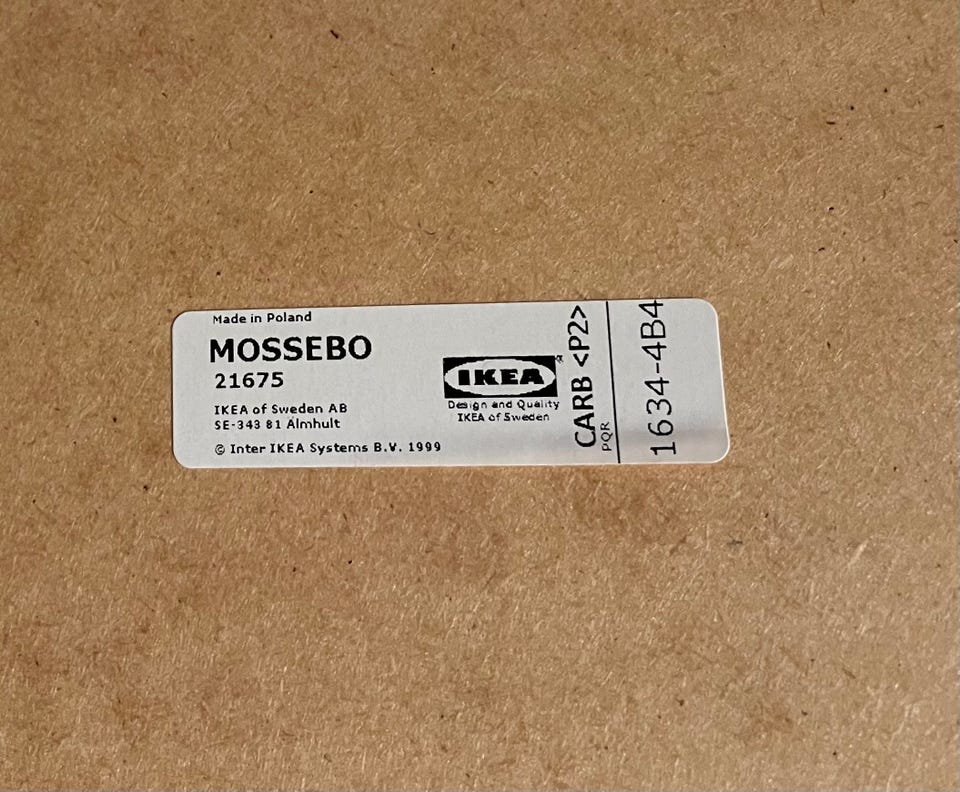 Made in Poland
MOSSEBO
21675
IKEA of Sweden AB
SE-343 81 Älmhult
© Inter IKEA Systems B.V. 1999
IKEA®
Design and Quality
IKEA of Sweden
CARB <P2>
PQR
1634-4B4